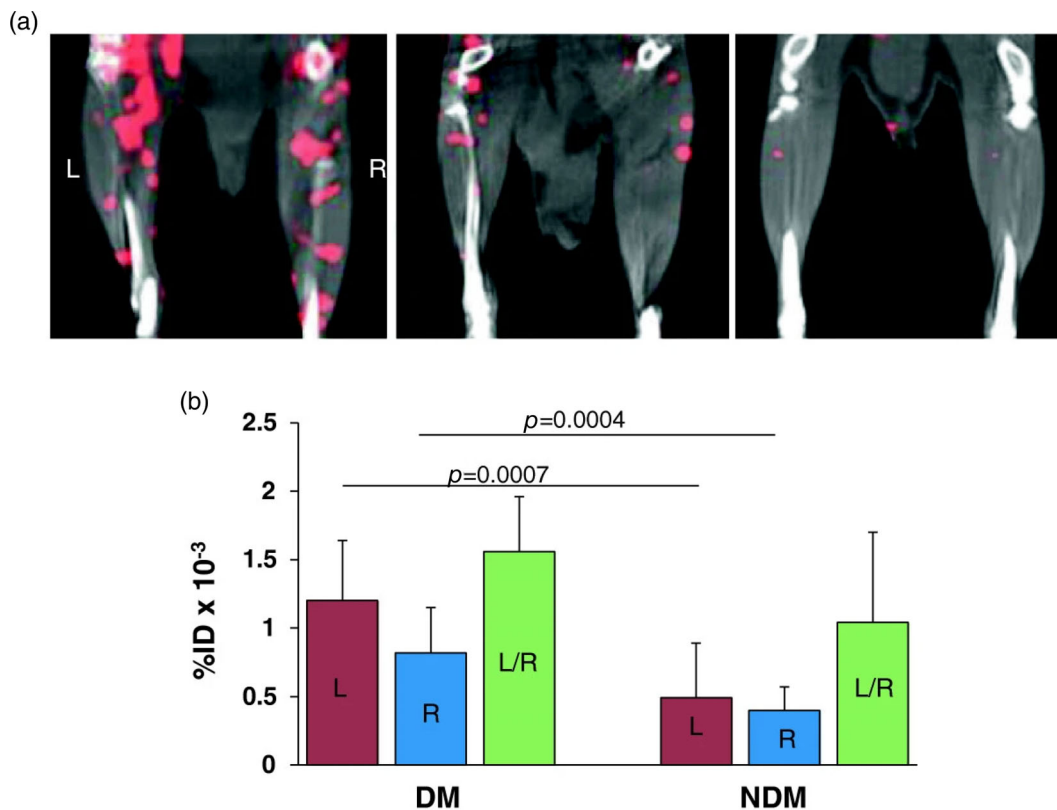 (a)
L
R
(b)
2.5
2
1.5
1
0.5
0
%ID x 10-3
p=0.0004
p=0.0007
L
R
L/R
L
R
L/R
DM
NDM